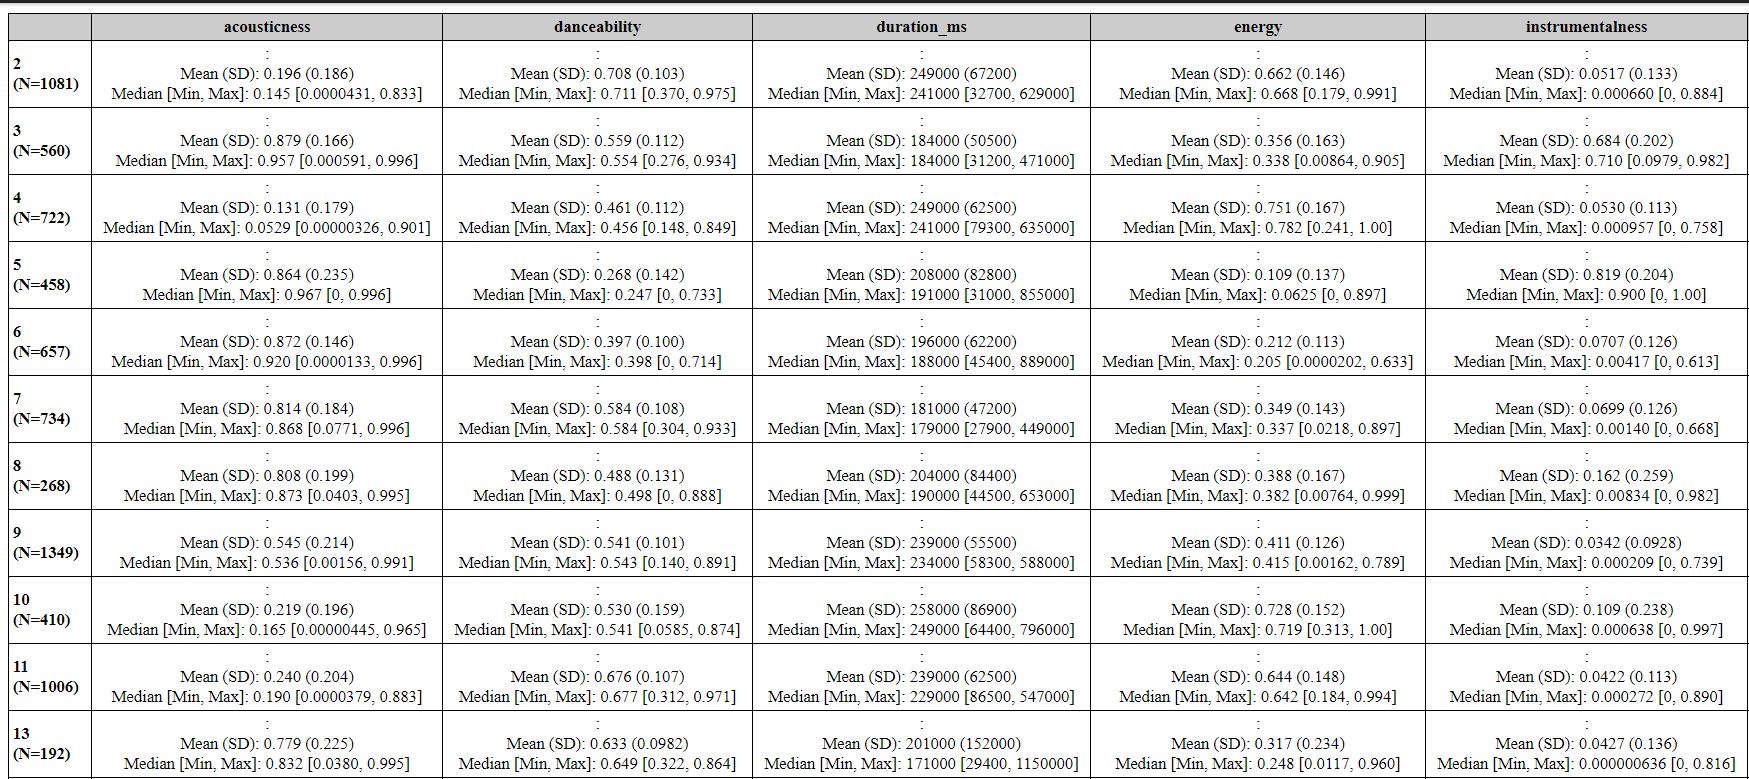 acousticness danceability duration_ms energy instrumentalness
: : : : :
2 Mean (SD): 0.196 (0.186) Mean (SD): 0.708 (0.103) Mean (SD): 249000 (67200) Mean (SD): 0.662 (0.146) Mean (SD): 0.0517 (0.133)
(N=1081) Median [Min, Max]: 0.145 [0.0000431, 0.833] Median [Min, Max]: 0.711 [0.370, 0.975] Median [Min, Max]: 241000 [32700, 629000] Median [Min, Max]: 0.668 [0.179, 0.991] Median [Min, Max]: 0.000660 [0, 0.884]
: : : : :
3 Mean (SD): 0.879 (0.166) Mean (SD): 0.559 (0.112) Mean (SD): 184000 (50500) Mean (SD): 0.356 (0.163) Mean (SD): 0.684 (0.202)
(N=560) Median [Min, Max]: 0.957 [0.000591, 0.996] Median [Min, Max]: 0.554 [0.276, 0.934] Median [Min, Max]: 184000 [31200, 471000] Median [Min, Max]: 0.338 [0.00864, 0.905] Median [Min, Max]: 0.710 [0.0979, 0.982]
: : : : :
4 Mean (SD): 0.131 (0.179) Mean (SD): 0.461 (0.112) Mean (SD): 249000 (62500) Mean (SD): 0.751 (0.167) Mean (SD): 0.0530 (0.113)
(N=722) Median [Min, Max]: 0.0529 [0.00000326, 0.901] Median [Min, Max]: 0.456 [0.148, 0.849] Median [Min, Max]: 241000 [79300, 635000] Median [Min, Max]: 0.782 [0.241, 1.00] Median [Min, Max]: 0.000957 [0, 0.758]
: : : : :
5 Mean (SD): 0.864 (0.235) Mean (SD): 0.268 (0.142) Mean (SD): 208000 (82800) Mean (SD): 0.109 (0.137) Mean (SD): 0.819 (0.204)
(N=458) Median [Min, Max]: 0.967 [0, 0.996] Median [Min, Max]: 0.247 [0, 0.733] Median [Min, Max]: 191000 [31000, 855000] Median [Min, Max]: 0.0625 [0, 0.897] Median [Min, Max]: 0.900 [0, 1.00]
: : : : :
6 Mean (SD): 0.872 (0.146) Mean (SD): 0.397 (0.100) Mean (SD): 196000 (62200) Mean (SD): 0.212 (0.113) Mean (SD): 0.0707 (0.126)
(N=657) Median [Min, Max]: 0.920 [0.0000133, 0.996] Median [Min, Max]: 0.398 [0, 0.714] Median [Min, Max]: 188000 [45400, 889000] Median [Min, Max]: 0.205 [0.0000202, 0.633] Median [Min, Max]: 0.00417 [0, 0.613]
: : : : :
7 Mean (SD): 0.814 (0.184) Mean (SD): 0.584 (0.108) Mean (SD): 181000 (47200) Mean (SD): 0.349 (0.143) Mean (SD): 0.0699 (0.126)
(N=734) Median [Min, Max]: 0.868 [0.0771, 0.996] Median [Min, Max]: 0.584 [0.304, 0.933] Median [Min, Max]: 179000 [27900, 449000] Median [Min, Max]: 0.337 [0.0218, 0.897] Median [Min, Max]: 0.00140 [0, 0.668]
: : : : :
8 Mean (SD): 0.808 (0.199) Mean (SD): 0.488 (0.131) Mean (SD): 204000 (84400) Mean (SD): 0.388 (0.167) Mean (SD): 0.162 (0.259)
(N=268) Median [Min, Max]: 0.873 [0.0403, 0.995] Median [Min, Max]: 0.498 [0, 0.888] Median [Min, Max]: 190000 [44500, 653000] Median [Min, Max]: 0.382 [0.00764, 0.999] Median [Min, Max]: 0.00834 [0, 0.982]
: : : : :
9 Mean (SD): 0.545 (0.214) Mean (SD): 0.541 (0.101) Mean (SD): 239000 (55500) Mean (SD): 0.411 (0.126) Mean (SD): 0.0342 (0.0928)
(N=1349) Median [Min, Max]: 0.536 [0.00156, 0.991] Median [Min, Max]: 0.543 [0.140, 0.891] Median [Min, Max]: 234000 [58300, 588000] Median [Min, Max]: 0.415 [0.00162, 0.789] Median [Min, Max]: 0.000209 [0, 0.739]
: : : : :
10 Mean (SD): 0.219 (0.196) Mean (SD): 0.530 (0.159) Mean (SD): 258000 (86900) Mean (SD): 0.728 (0.152) Mean (SD): 0.109 (0.238)
(N=410) Median [Min, Max]: 0.165 [0.00000445, 0.965] Median [Min, Max]: 0.541 [0.0585, 0.874] Median [Min, Max]: 249000 [64400, 796000] Median [Min, Max]: 0.719 [0.313, 1.00] Median [Min, Max]: 0.000638 [0, 0.997]
: : : : :
11 Mean (SD): 0.240 (0.204) Mean (SD): 0.676 (0.107) Mean (SD): 239000 (62500) Mean (SD): 0.644 (0.148) Mean (SD): 0.0422 (0.113)
(N=1006) Median [Min, Max]: 0.190 [0.0000379, 0.883] Median [Min, Max]: 0.677 [0.312, 0.971] Median [Min, Max]: 229000 [86500, 547000] Median [Min, Max]: 0.642 [0.184, 0.994] Median [Min, Max]: 0.000272 [0, 0.890]
: : : : :
13 Mean (SD): 0.779 (0.225) Mean (SD): 0.633 (0.0982) Mean (SD): 201000 (152000) Mean (SD): 0.317 (0.234) Mean (SD): 0.0427 (0.136)
(N=192) Median [Min, Max]: 0.832 [0.0380, 0.995] Median [Min, Max]: 0.649 [0.322, 0.864] Median [Min, Max]: 171000 [29400, 1150000] Median [Min, Max]: 0.248 [0.0117, 0.960] Median [Min, Max]: 0.000000636 [0, 0.816]